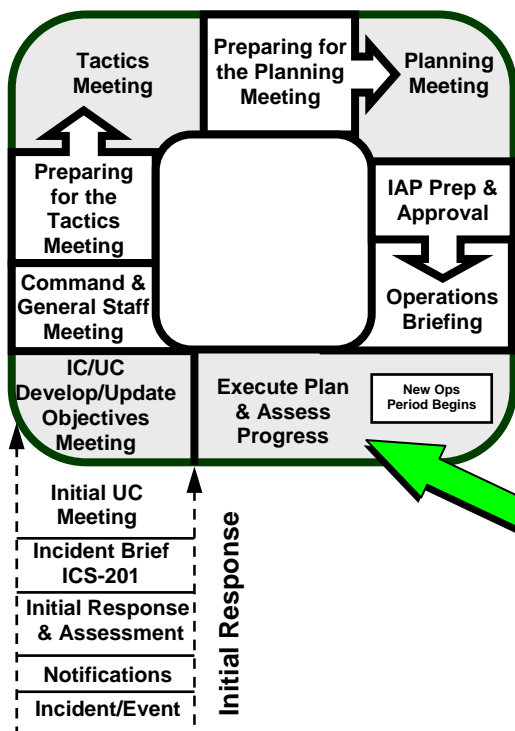 Tactics
Meeting
Preparing for
the Planning
Meeting
Planning
Meeting
Preparing
for the
Tactics
Meeting
IAP Prep &
Approval
Command &
General Staff
Meeting
Operations
Briefing
IC/UC
Develop/Update
Objectives
Meeting
Execute Plan
& Assess
Progress
New Ops
Period Begins
Initial UC
Meeting
Incident Brief
ICS-201
Initial Response
& Assessment
Notifications
Incident/Event
Initial Response